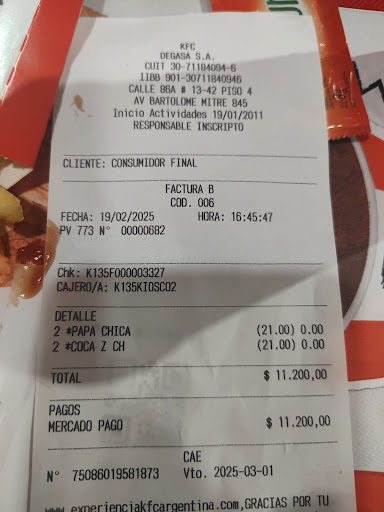 KFC
DEGASA S.A.
CUIT 30-71184094-6
IIBB 901-30711840946
CALLE 86A # 13-42 PISO 4
AV BARTOLOME MITRE 845
Inicio Actividades 19/01/2011
RESPONSABLE INSCRIPTO
CLIENTE: CONSUMIDOR FINAL
FACTURA B
COD. 006
FECHA: 19/02/2025 HORA: 16:45:47
PV 773 N° 00000682
Chk: K135F000003327
CAJERO/A: K135KIOSCO2
DETALLE
2 *PAPA CHICA (21.00) 0.00
2 *COCA Z CH (21.00) 0.00
TOTAL $ 11.200,00
PAGOS
MERCADO PAGO $ 11.200,00
CAE
N° 75086019581873 Vto. 2025-03-01
www.experienciakfcargentina.com,GRACIAS POR TU